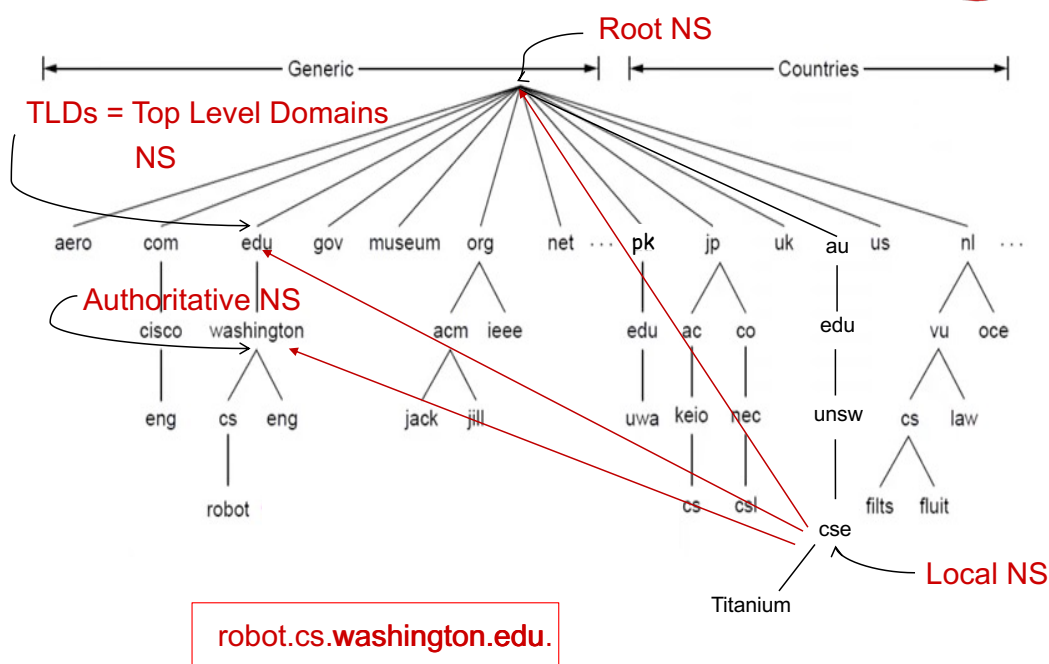 Root NS
Generic
Countries
TLDs = Top Level Domains
NS
aero com edu gov museum org net ... pk jp uk au us nl ...
Authoritative NS
cisco washington acm ieee edu ac co edu vu oce
eng cs eng jack jill uwa keio nec unsw cs law
robot cs csl filts fluit
cse
Local NS
Titanium
robot.cs.washington.edu.